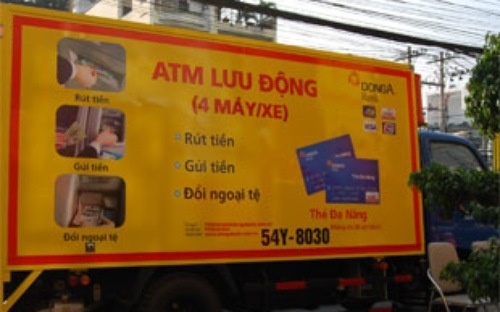 ATM LƯU ĐỘNG
(4 MÁY/XE)
Rút tiền
Gửi tiền
Đổi ngoại tệ
Rút tiền
Gửi tiền
Đổi ngoại tệ
DONGA
Bank
Thẻ Đa Năng
54Y-8030